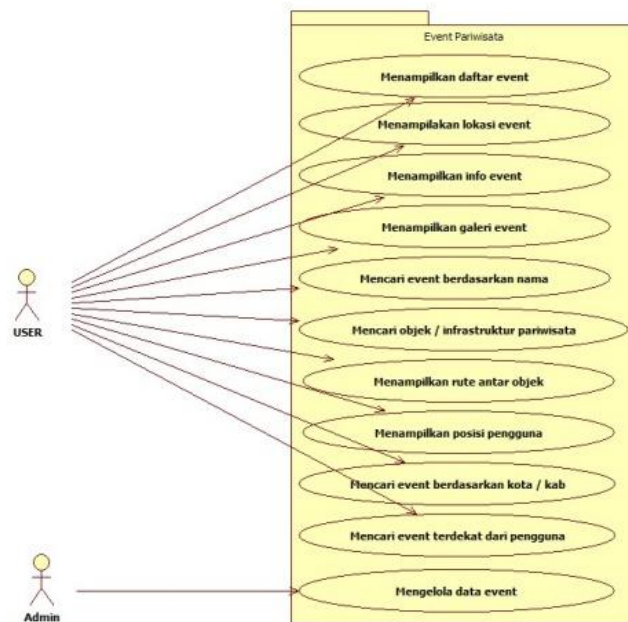 Event Pariwisata
Menampilkan daftar event
Menampilakan lokasi event
Menampilkan info event
Menampilkan galeri event
Mencari event berdasarkan nama
USER
Mencari objek / infrastruktur pariwisata
Menampilkan rute antar objek
Menampilkan posisi pengguna
Mencari event berdasarkan kota / kab
Mencari event terdekat dari pengguna
Mengelola data event
Admin